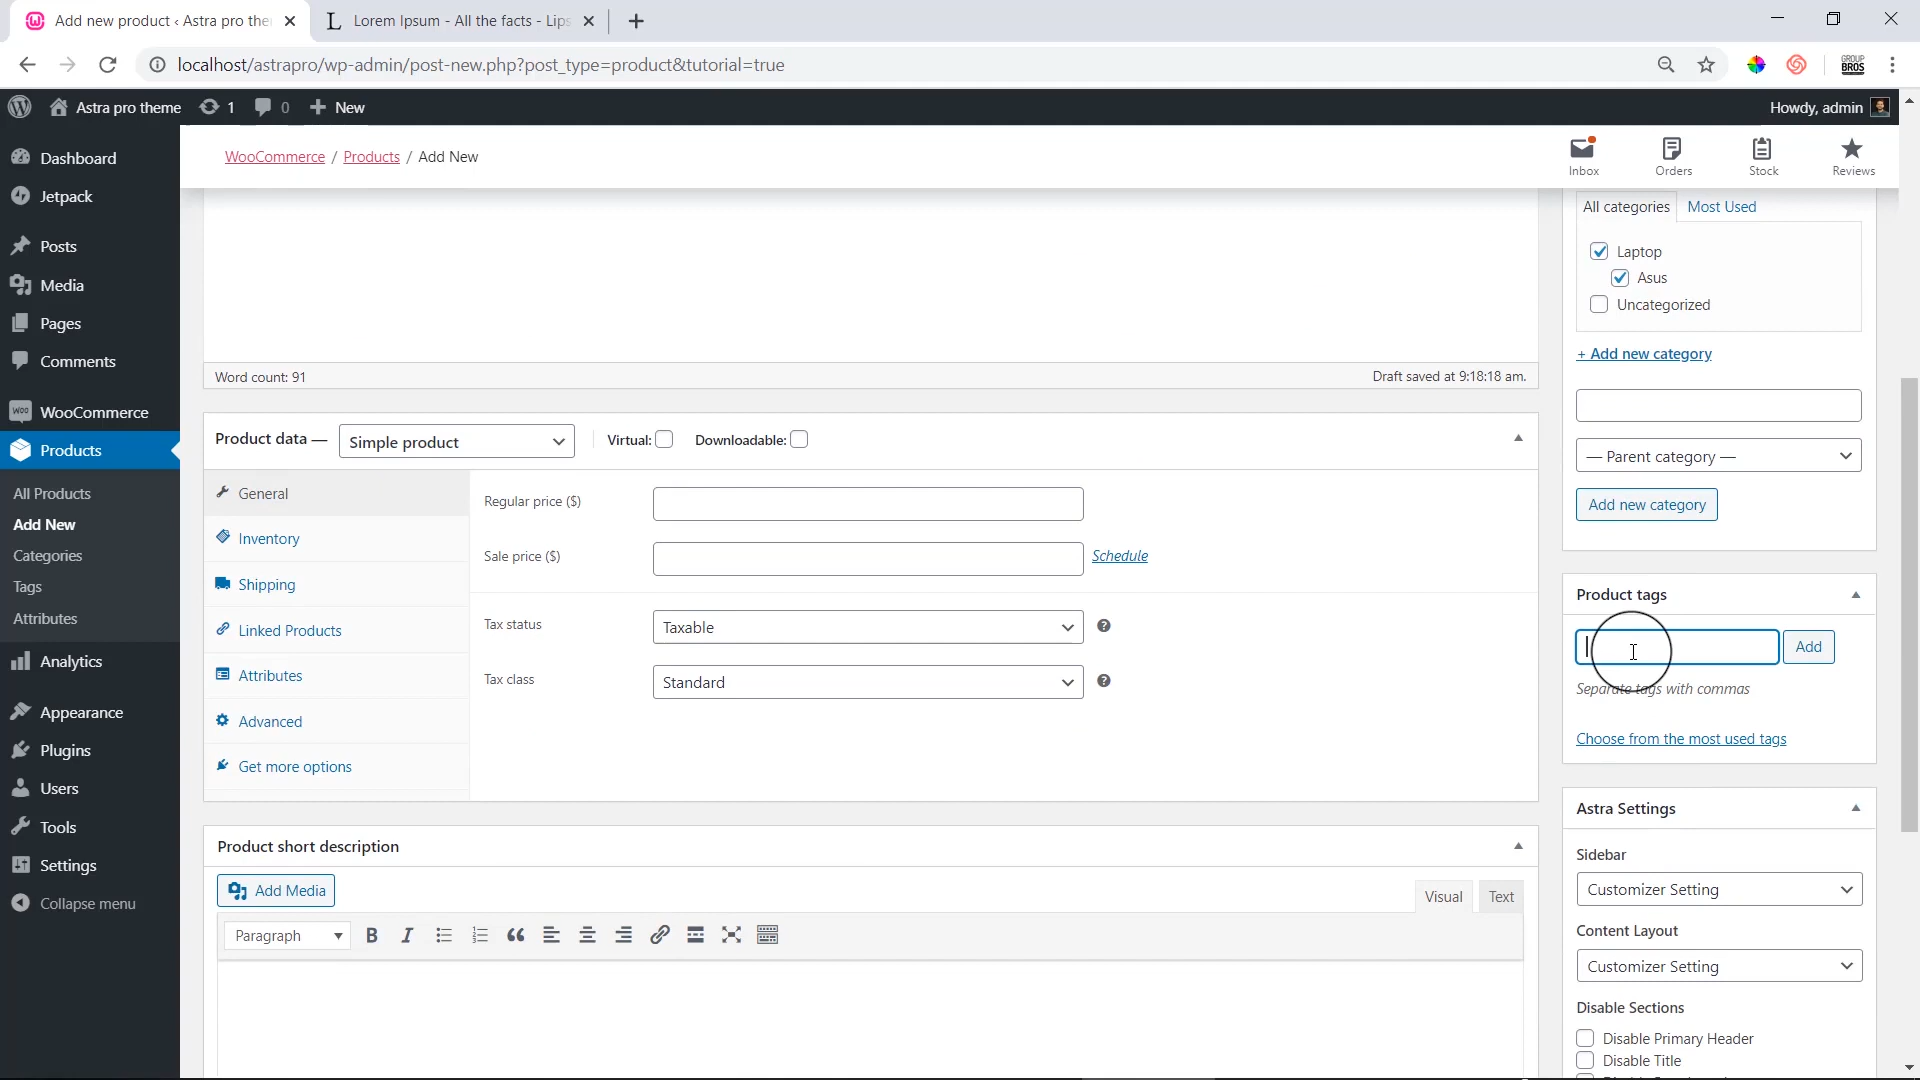 Add new product ‹ Astra pro the
Lorem Ipsum - All the facts - Lips
localhost/astrapro/wp-admin/post-new.php?post_type=product&tutorial=true
GROUP
BROS
Astra pro theme
1
0
New
Howdy, admin
Dashboard
Jetpack
Posts
Media
Pages
Comments
WooCommerce
Products
All Products
Add New
Categories
Tags
Attributes
Analytics
Appearance
Plugins
Users
Tools
Settings
Collapse menu
WooCommerce / Products / Add New
Inbox
Orders
Stock
Reviews
Word count: 91
Draft saved at 9:18:18 am.
Product data —
Simple product
Virtual:
Downloadable:
General
Inventory
Shipping
Linked Products
Attributes
Advanced
Get more options
Regular price ($)
Sale price ($)
Schedule
Tax status
Taxable
Tax class
Standard
Product short description
Add Media
Visual
Text
Paragraph
All categories
Most Used
Laptop
Asus
Uncategorized
+ Add new category
— Parent category —
Add new category
Product tags
Add
Separate tags with commas
Choose from the most used tags
Astra Settings
Sidebar
Customizer Setting
Content Layout
Customizer Setting
Disable Sections
Disable Primary Header
Disable Title